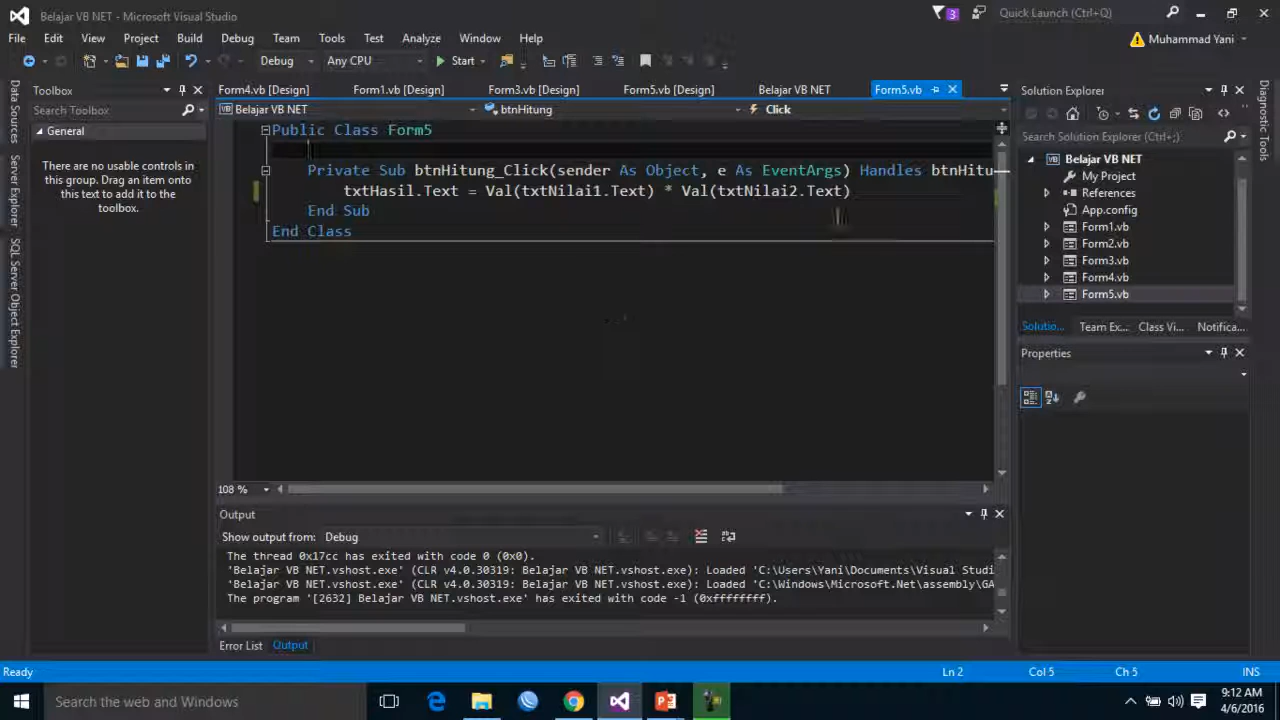 Belajar VB NET - Microsoft Visual Studio
3
Quick Launch (Ctrl+;)
File Edit View Project Build Debug Team Tools Test Analyze Window Help
Muhammad Yani
Debug Any CPU Start
Toolbox
Search Toolbox
General
There are no usable controls in
this group. Drag an item onto
this text to add it to the
toolbox.
Data Sources
Server Explorer
SQL Server Object Explorer
Form4.vb [Design] Form1.vb [Design] Form3.vb [Design] Form5.vb [Design] Belajar VB NET Form5.vb
Belajar VB NET btnHitung Click
Public Class Form5
Private Sub btnHitung_Click(sender As Object, e As EventArgs) Handles btnHitu
txtHasil.Text = Val(txtNilai1.Text) * Val(txtNilai2.Text)
End Sub
End Class
108 %
Output
Show output from: Debug
The thread 0x17cc has exited with code 0 (0x0).
'Belajar VB NET.vshost.exe' (CLR v4.0.30319: Belajar VB NET.vshost.exe): Loaded 'C:\Users\Yani\Documents\Visual Studi
'Belajar VB NET.vshost.exe' (CLR v4.0.30319: Belajar VB NET.vshost.exe): Loaded 'C:\Windows\Microsoft.Net\assembly\GA
The program '[2632] Belajar VB NET.vshost.exe' has exited with code -1 (0xffffffff).
Error List Output
Solution Explorer
Search Solution Explorer (Ctrl+;)
Belajar VB NET
My Project
References
App.config
Form1.vb
Form2.vb
Form3.vb
Form4.vb
Form5.vb
Solutio... Team Ex... Class Vi... Notifica...
Properties
Diagnostic Tools
Ready Ln 2 Col 5 Ch 5 INS
Search the web and Windows
9:12 AM
4/6/2016